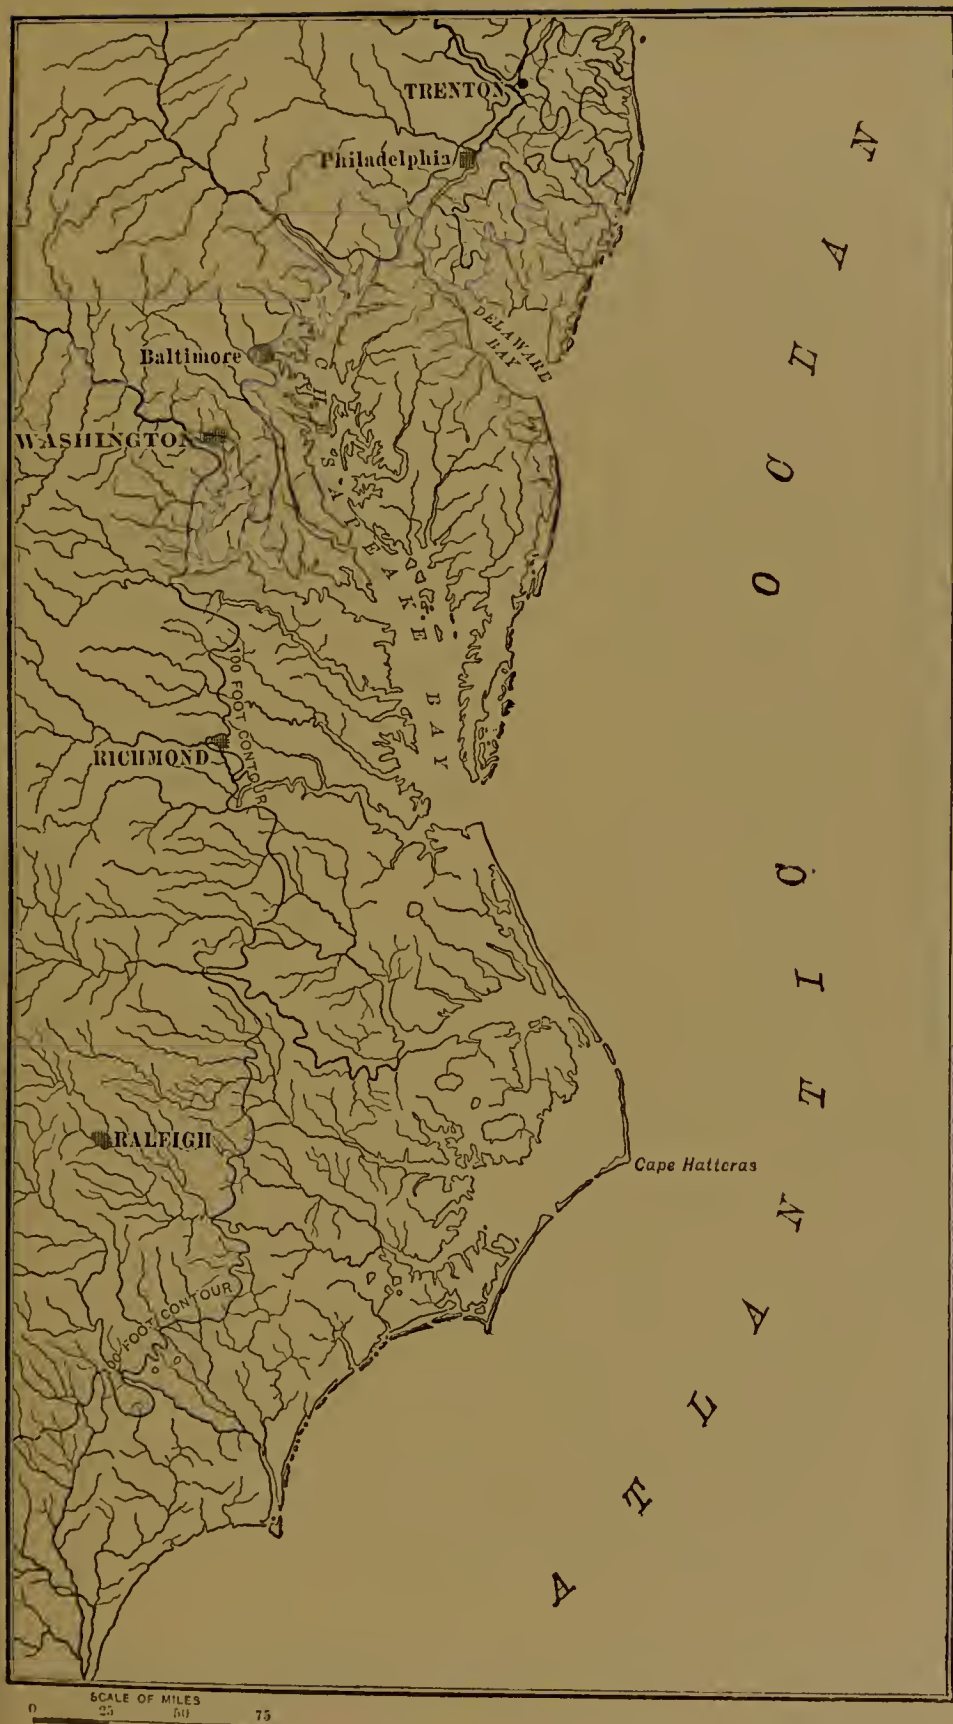 TRENTON
Philadelphia
DELAWARE
BAY
Baltimore
WASHINGTON
CHESAPEAKE BAY
100 FOOT CONTOUR
RICHMOND
RALEIGH
Cape Hatteras
00 FOOT CONTOUR
ATLANTIC OCEAN
SCALE OF MILES
0 25 50 75